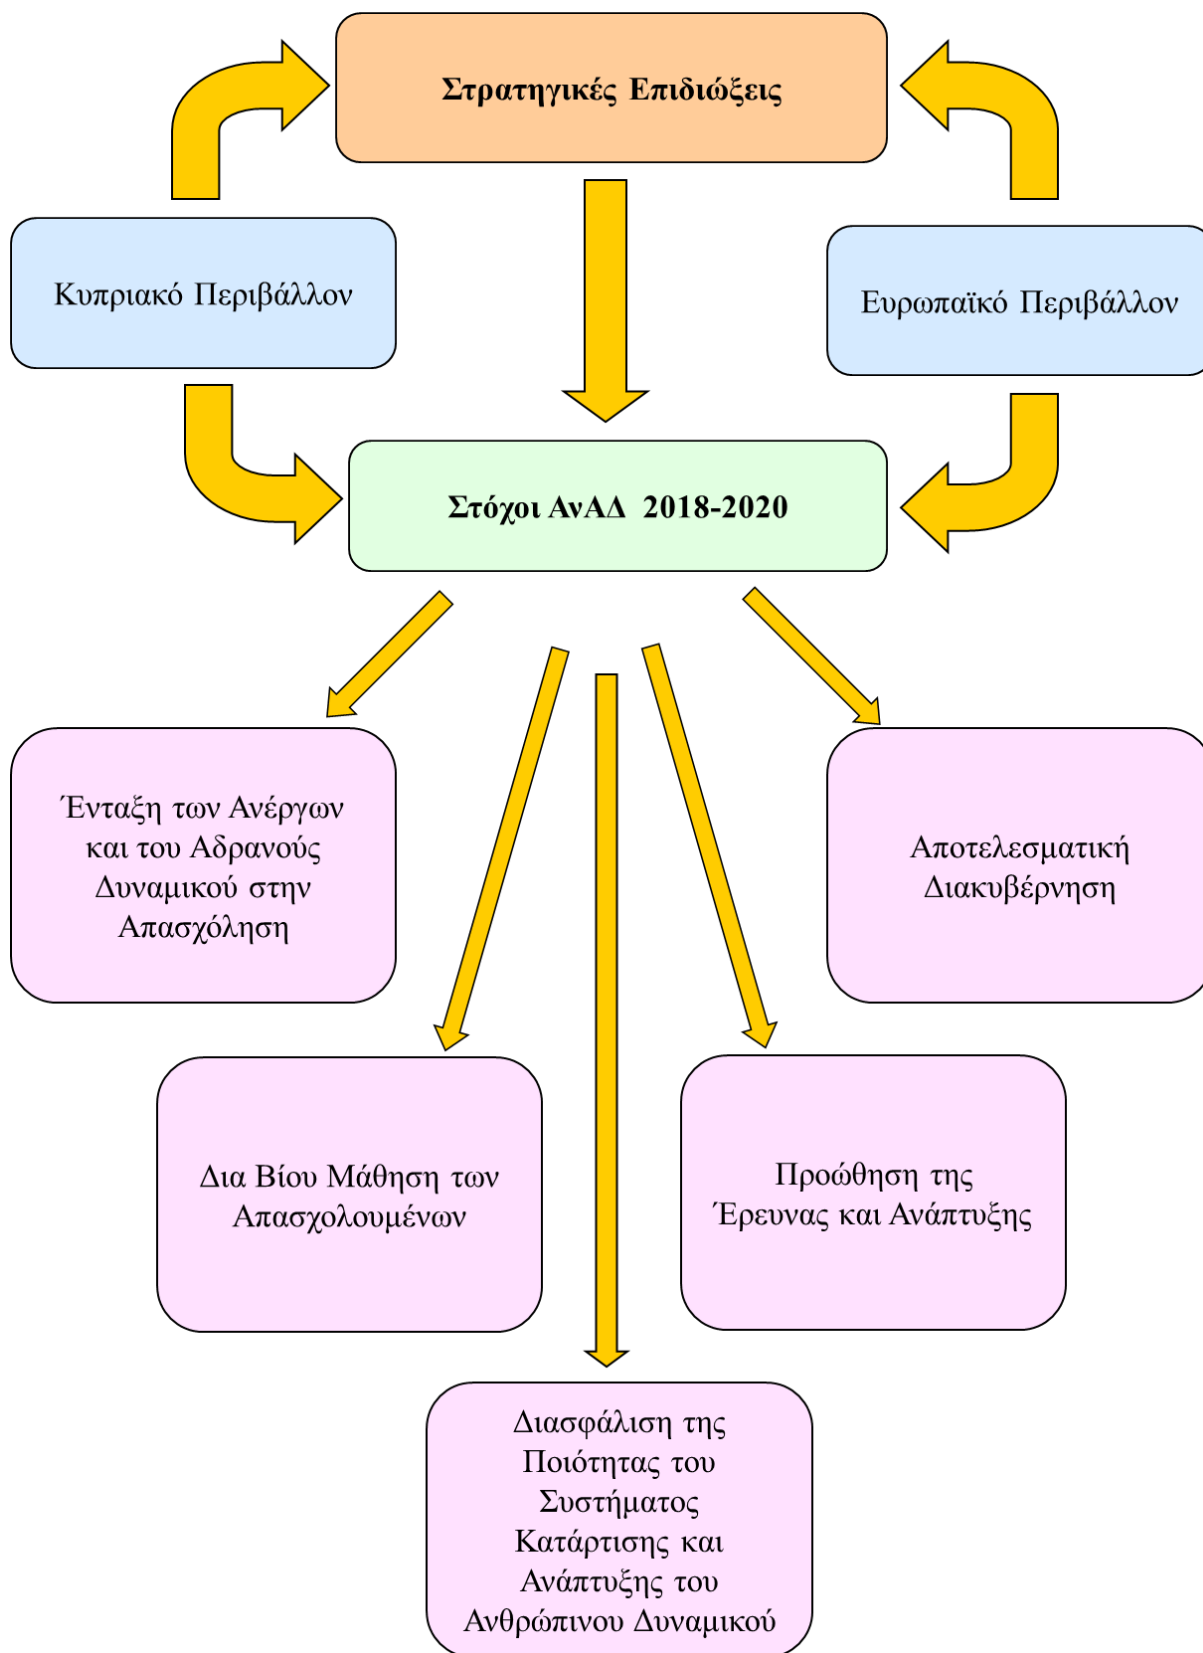 Στρατηγικές Επιδιώξεις
Κυπριακό Περιβάλλον
Ευρωπαϊκό Περιβάλλον
Στόχοι ΑνΑΔ 2018-2020
Ένταξη των Ανέργων
και του Αδρανούς
Δυναμικού στην
Απασχόληση
Αποτελεσματική
Διακυβέρνηση
Δια Βίου Μάθηση των
Απασχολουμένων
Προώθηση της
Έρευνας και Ανάπτυξης
Διασφάλιση της
Ποιότητας του
Συστήματος
Κατάρτισης και
Ανάπτυξης του
Ανθρώπινου Δυναμικού